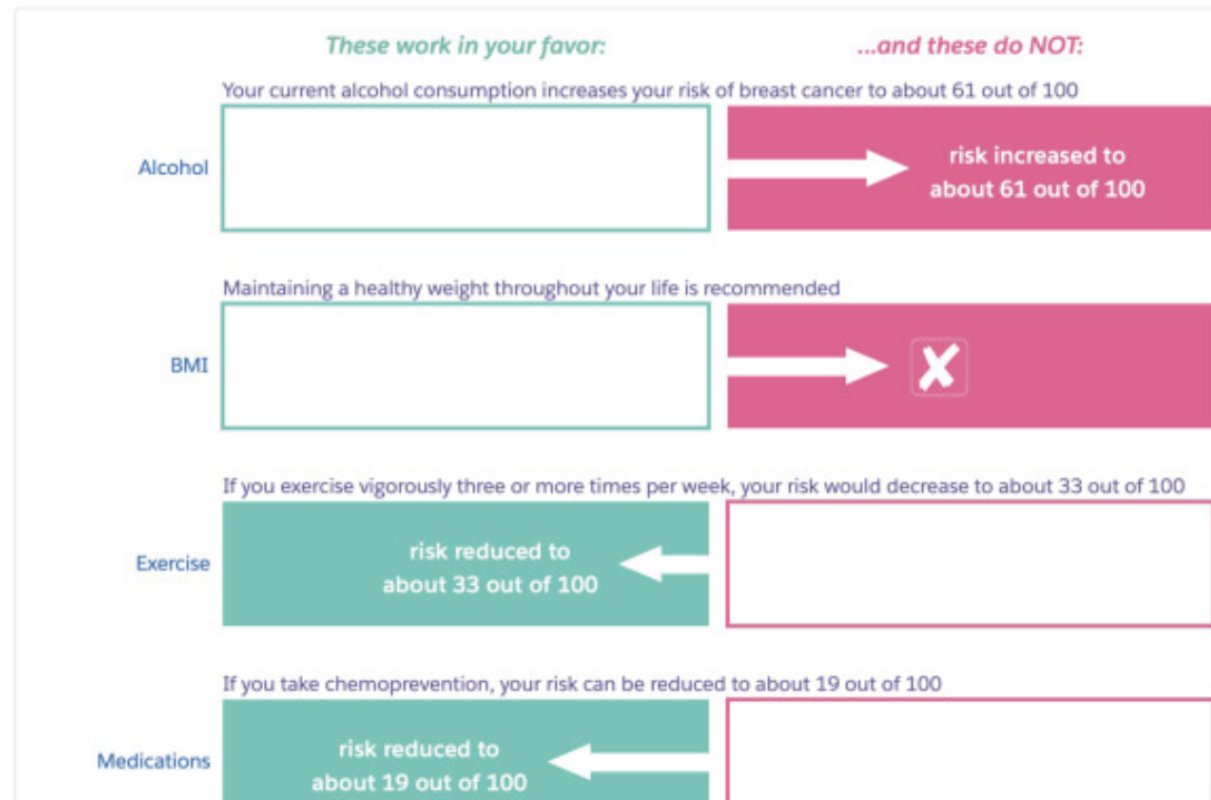 These work in your favor:
...and these do NOT:
Your current alcohol consumption increases your risk of breast cancer to about 61 out of 100
Alcohol
risk increased to
about 61 out of 100
Maintaining a healthy weight throughout your life is recommended
BMI
If you exercise vigorously three or more times per week, your risk would decrease to about 33 out of 100
Exercise
risk reduced to
about 33 out of 100
If you take chemoprevention, your risk can be reduced to about 19 out of 100
Medications
risk reduced to
about 19 out of 100